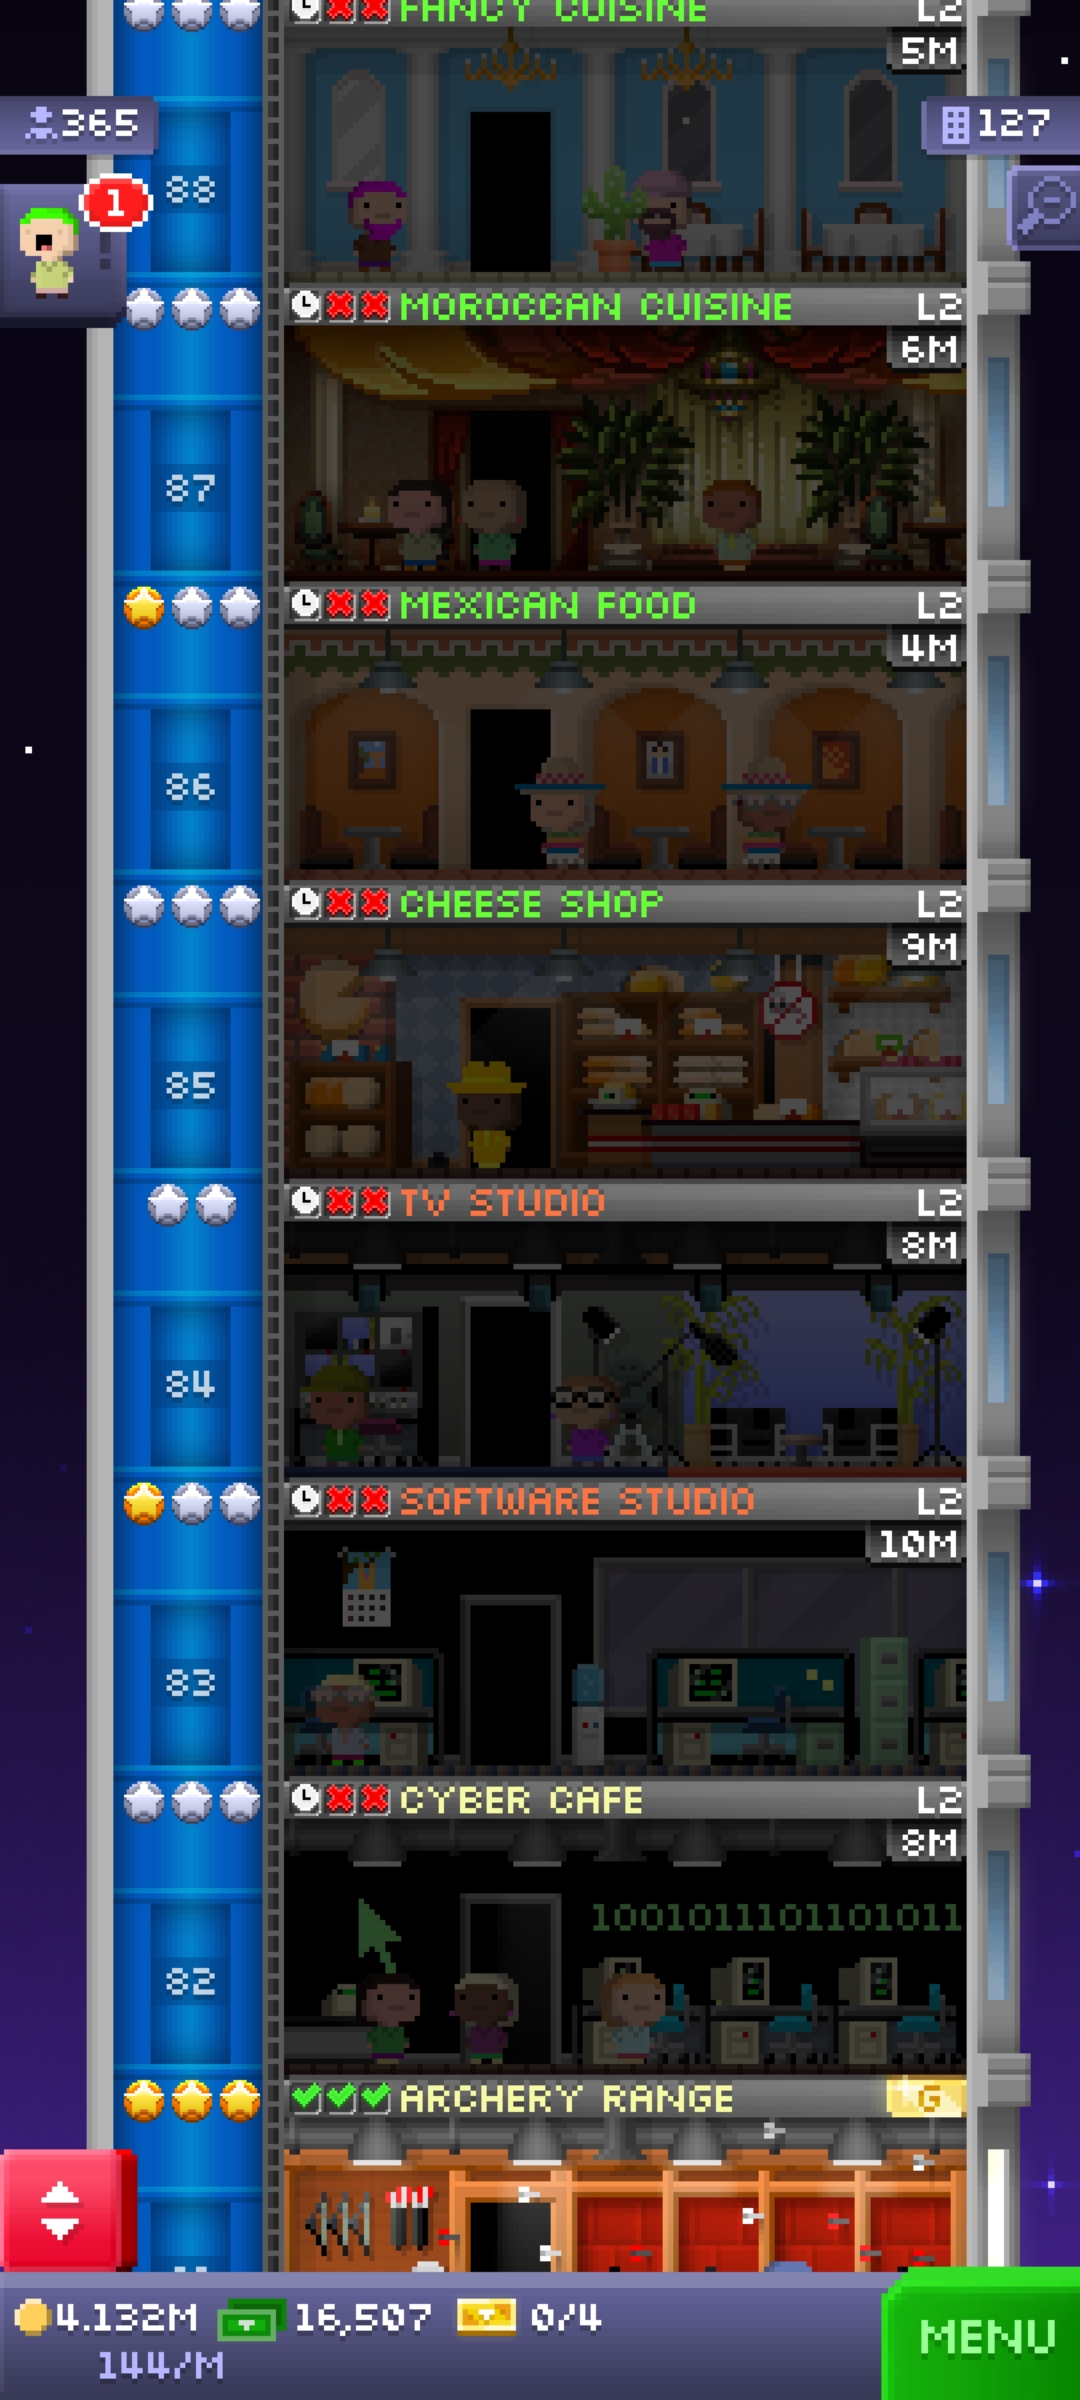 FANCY CUISINE L2
5M
365
127
1
88
MOROCCAN CUISINE L2
6M
87
MEXICAN FOOD L2
4M
86
CHEESE SHOP L2
9M
85
TV STUDIO L2
8M
84
SOFTWARE STUDIO L2
10M
83
CYBER CAFE L2
8M
1001011101101011
82
ARCHERY RANGE G
4.132M 16,507 0/4
144/M
MENU